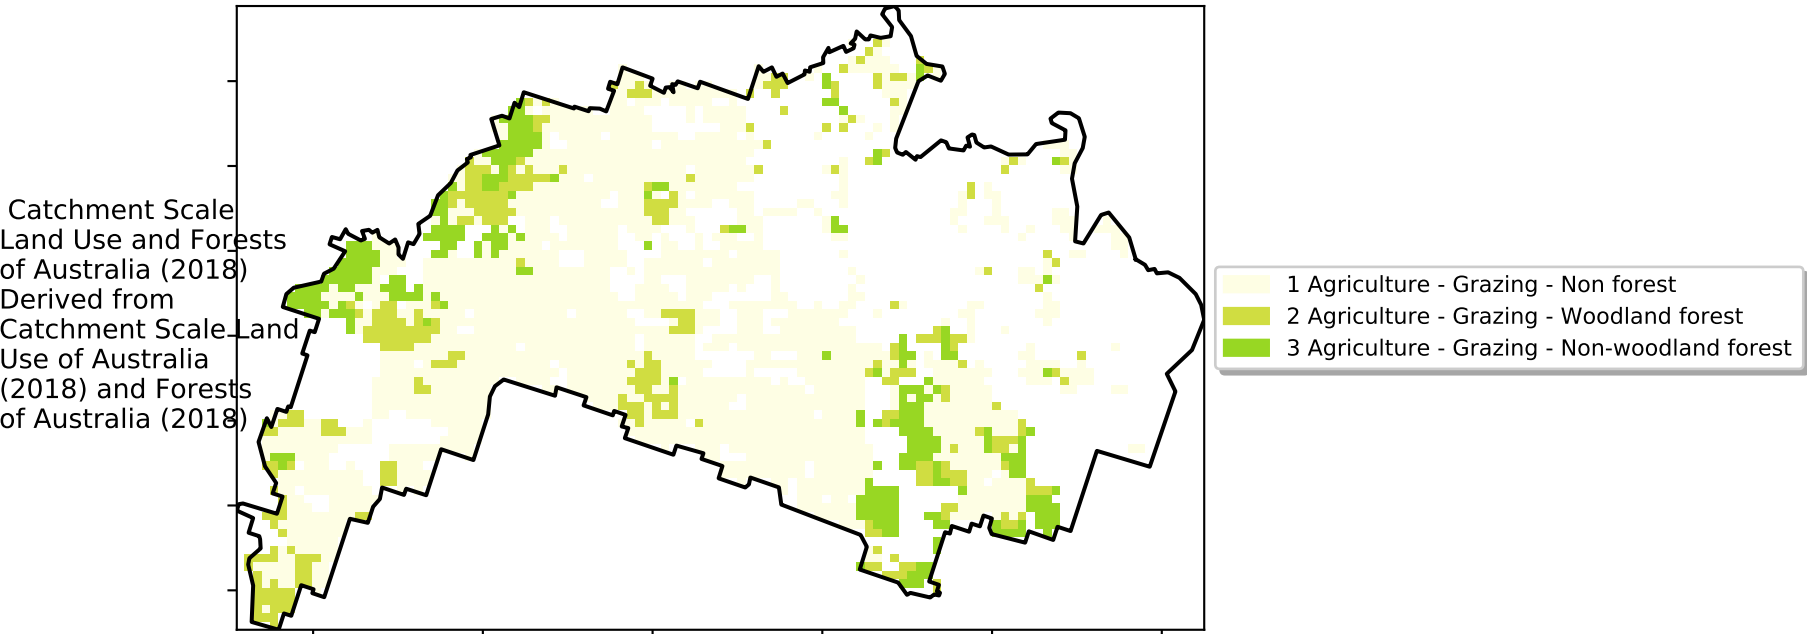 Catchment Scale
Land Use and Forests
of Australia (2018)
Derived from
Catchment Scale Land
Use of Australia
(2018) and Forests
of Australia (2018)
1 Agriculture - Grazing - Non forest
2 Agriculture - Grazing - Woodland forest
3 Agriculture - Grazing - Non-woodland forest